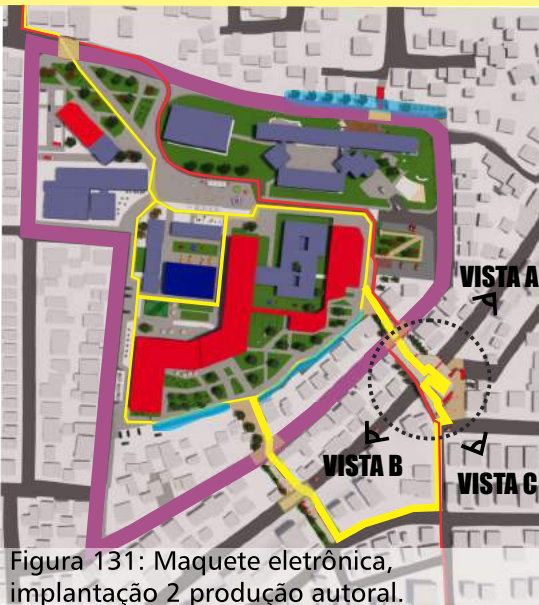 VISTA A
VISTA B
VISTA C
Figura 131: Maquete eletrônica,
implantação 2 produção autoral.